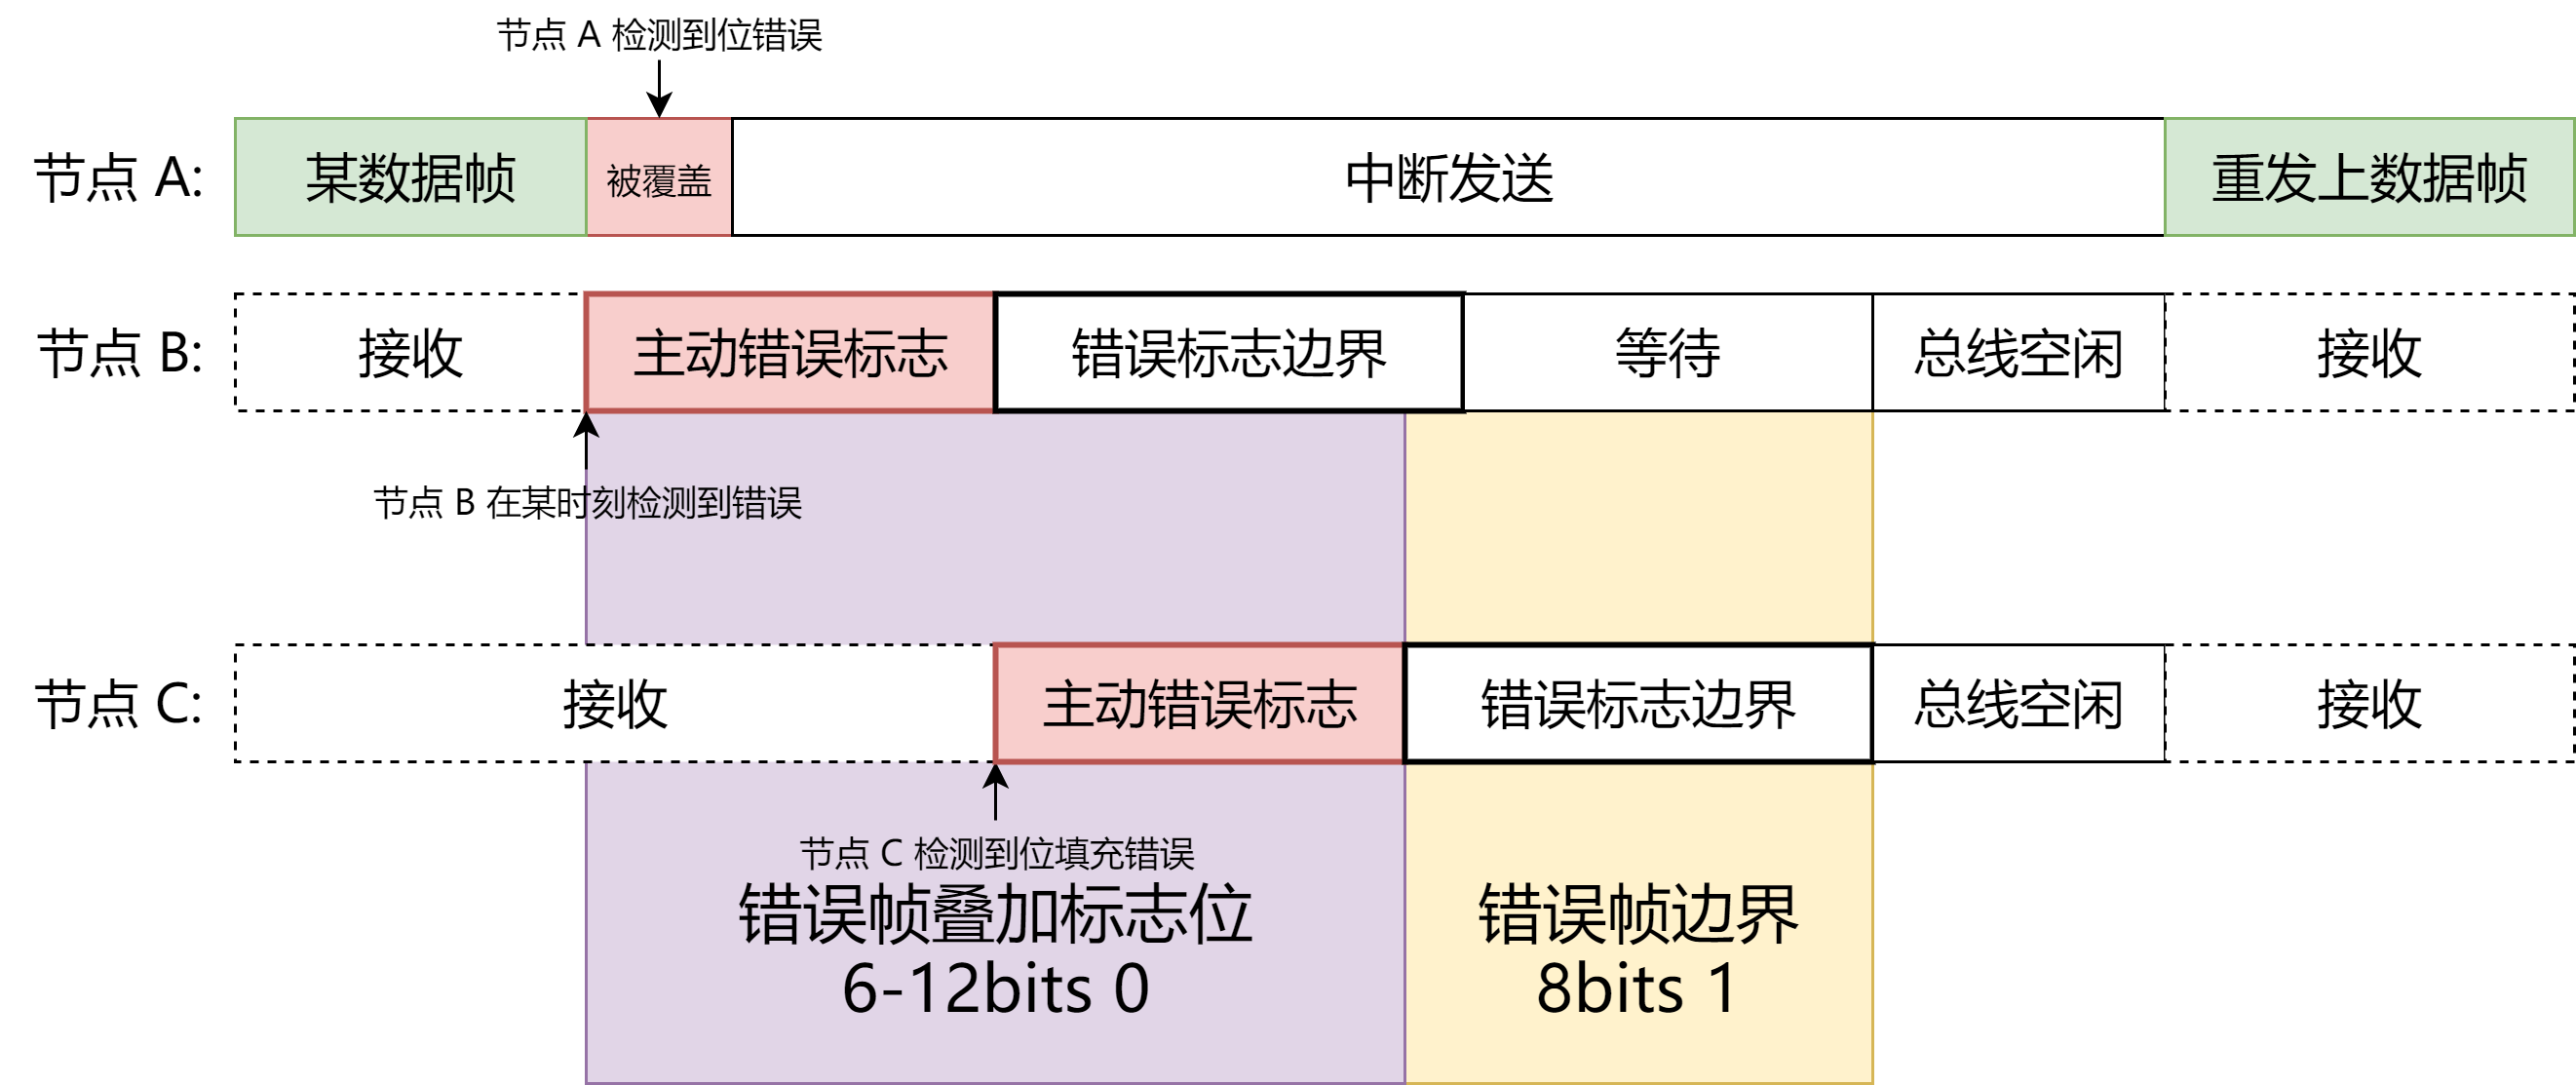 节点 A 检测到位错误
节点 A: 某数据帧 被覆盖 中断发送 重发上数据帧
节点 B: 接收 主动错误标志 错误标志边界 等待 总线空闲 接收
节点 B 在某时刻检测到错误
节点 C: 接收 主动错误标志 错误标志边界 总线空闲 接收
节点 C 检测到位填充错误
错误帧叠加标志位
6-12bits 0
错误帧边界
8bits 1